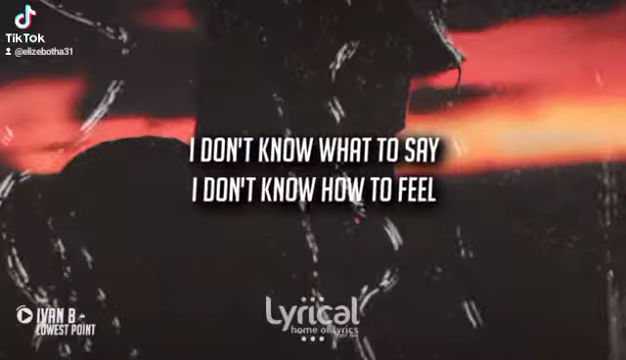 TikTok
@elizebotha31
I DON'T KNOW WHAT TO SAY
I DON'T KNOW HOW TO FEEL
IVAN B -
LOWEST POINT
Lyrical
home of lyrics